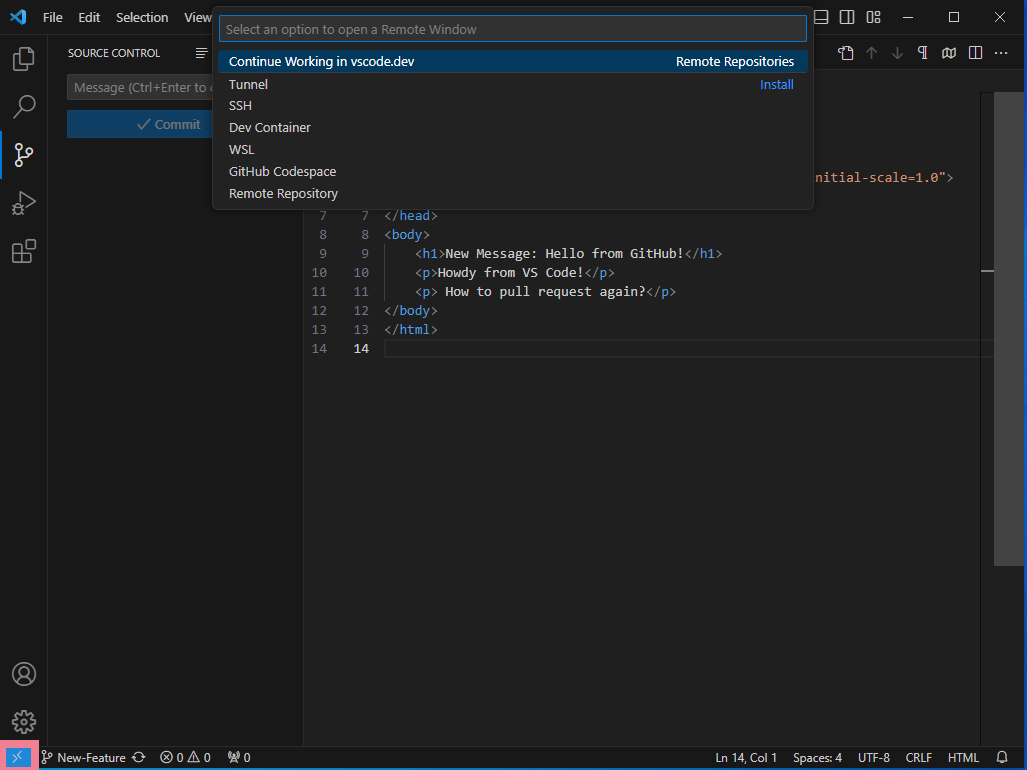 File Edit Selection View
Select an option to open a Remote Window
Continue Working in vscode.dev Remote Repositories
Tunnel Install
SSH
Dev Container
WSL
GitHub Codespace
Remote Repository
SOURCE CONTROL
Message (Ctrl+Enter to
Commit
nitial-scale=1.0">
7 7 </head>
8 8 <body>
9 9 <h1>New Message: Hello from GitHub!</h1>
10 10 <p>Howdy from VS Code!</p>
11 11 <p> How to pull request again?</p>
12 12 </body>
13 13 </html>
14 14
New-Feature 0 0 0 Ln 14, Col 1 Spaces: 4 UTF-8 CRLF HTML